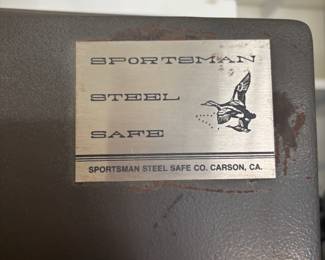 SPORTSMAN
STEEL
SAFE
SPORTSMAN STEEL SAFE CO. CARSON, CA.